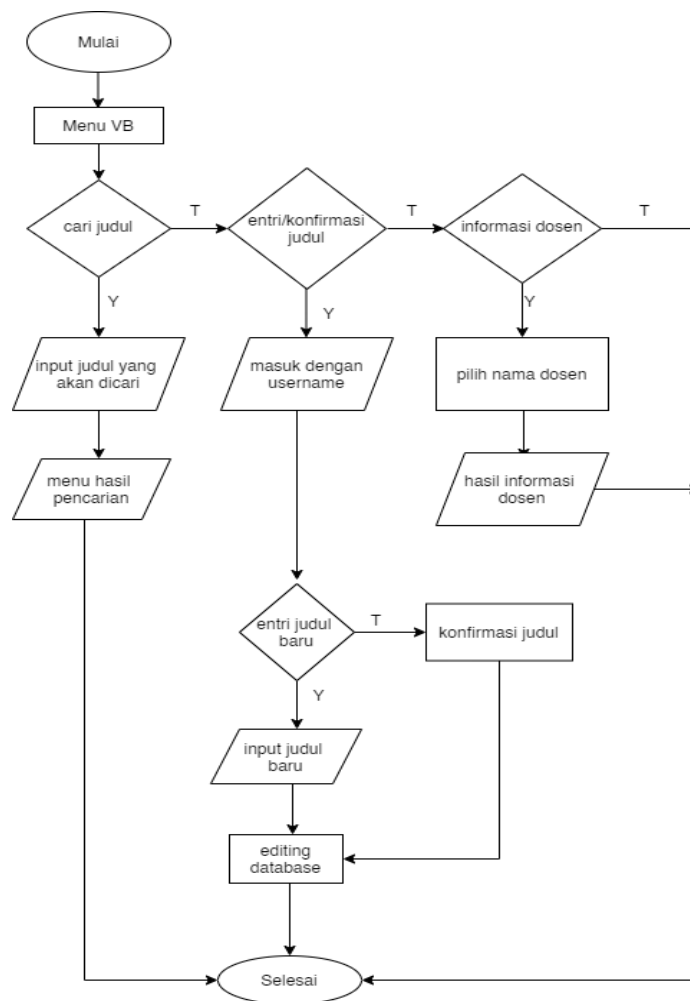 Mulai
Menu VB
cari judul
T
entri/konfirmasi
judul
T
informasi dosen
T
Y
Y
Y
input judul yang
akan dicari
masuk dengan
username
pilih nama dosen
menu hasil
pencarian
hasil informasi
dosen
entri judul
baru
T
konfirmasi judul
Y
input judul
baru
editing
database
Selesai